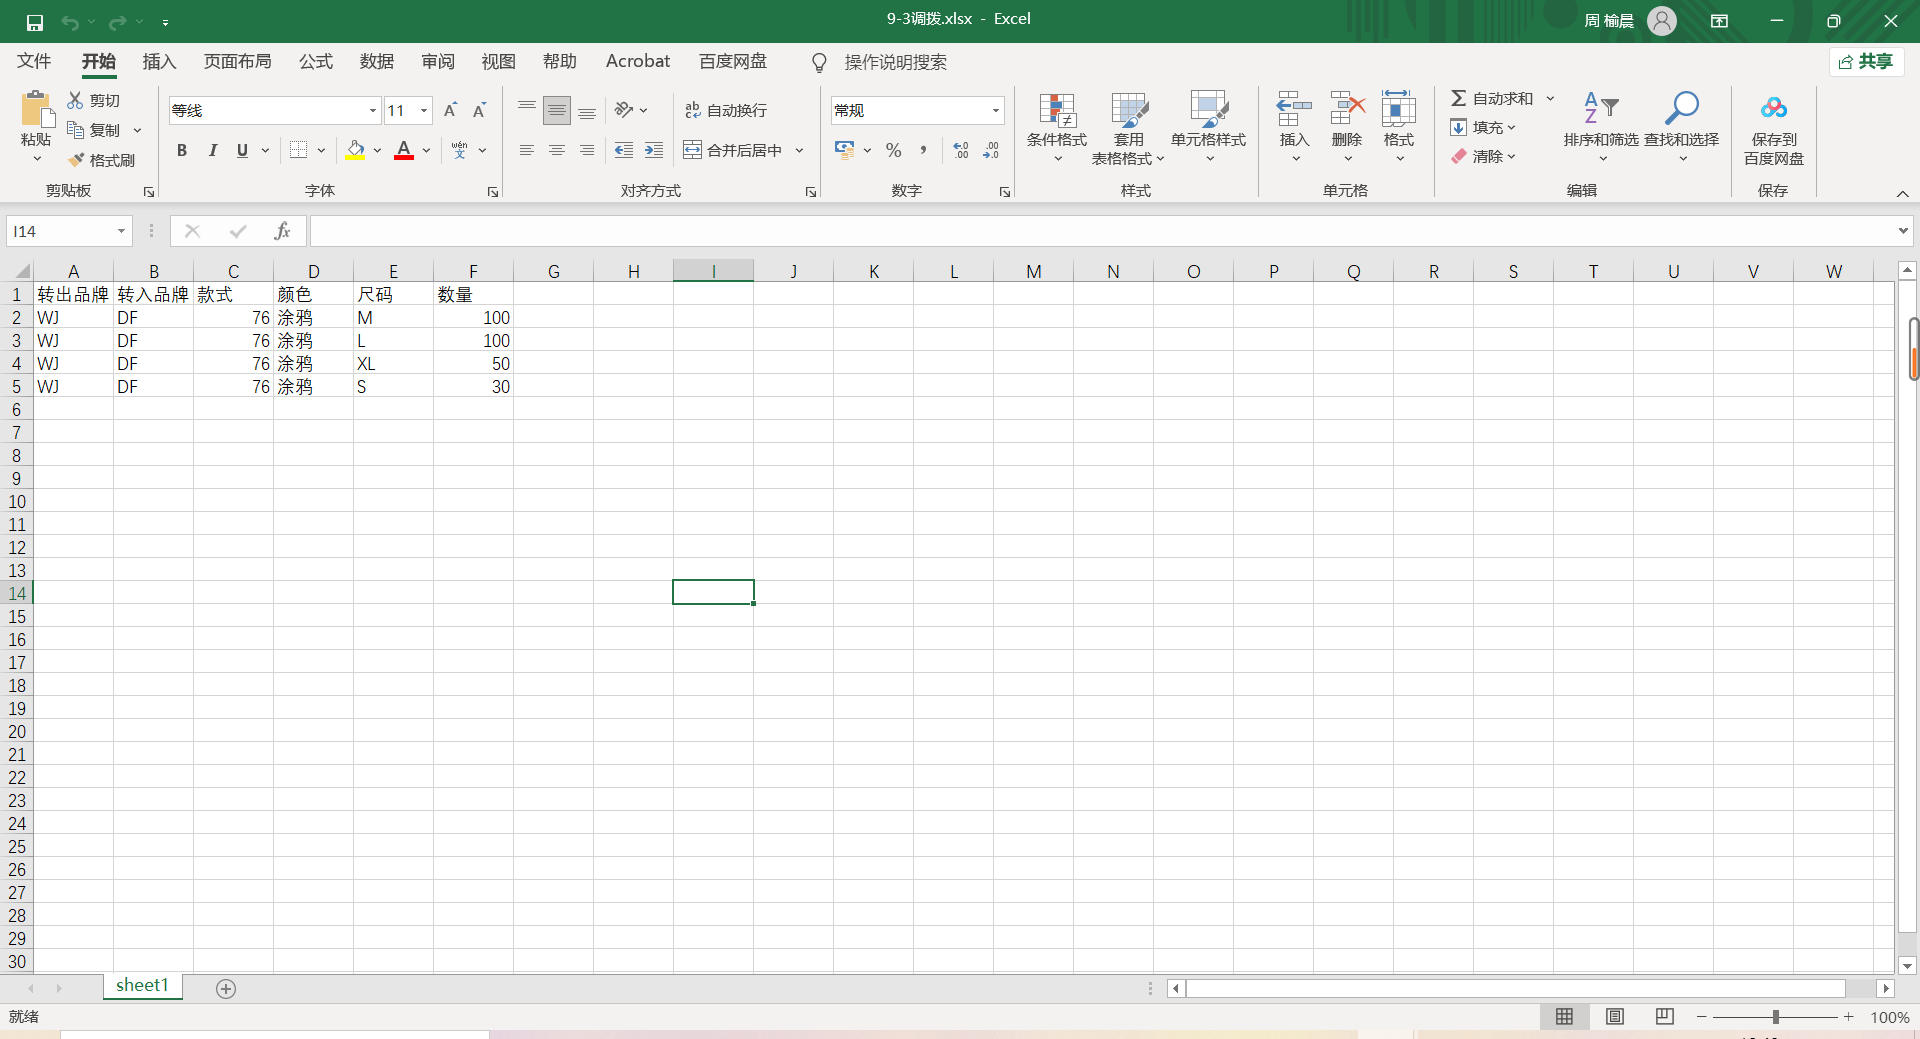 9-3调拨.xlsx - Excel
周 榆晨
文件 开始 插入 页面布局 公式 数据 审阅 视图 帮助 Acrobat 百度网盘 操作说明搜索 共享
粘贴 剪切 复制 格式刷
剪贴板
等线 11
B I U A wén 文
字体
ab 自动换行
合并后居中
对齐方式
常规
% , .00 .00
数字
条件格式 套用 表格格式 单元格样式
样式
插入 删除 格式
单元格
自动求和 填充 清除 排序和筛选 查找和选择
编辑
保存到 百度网盘
保存
I14 fx
A B C D E F G H I J K L M N O P Q R S T U V W
1 转出品牌 转入品牌 款式 颜色 尺码 数量
2 WJ DF 76 涂鸦 M 100
3 WJ DF 76 涂鸦 L 100
4 WJ DF 76 涂鸦 XL 50
5 WJ DF 76 涂鸦 S 30
6
7
8
9
10
11
12
13
14
15
16
17
18
19
20
21
22
23
24
25
26
27
28
29
30
sheet1
就绪 100%